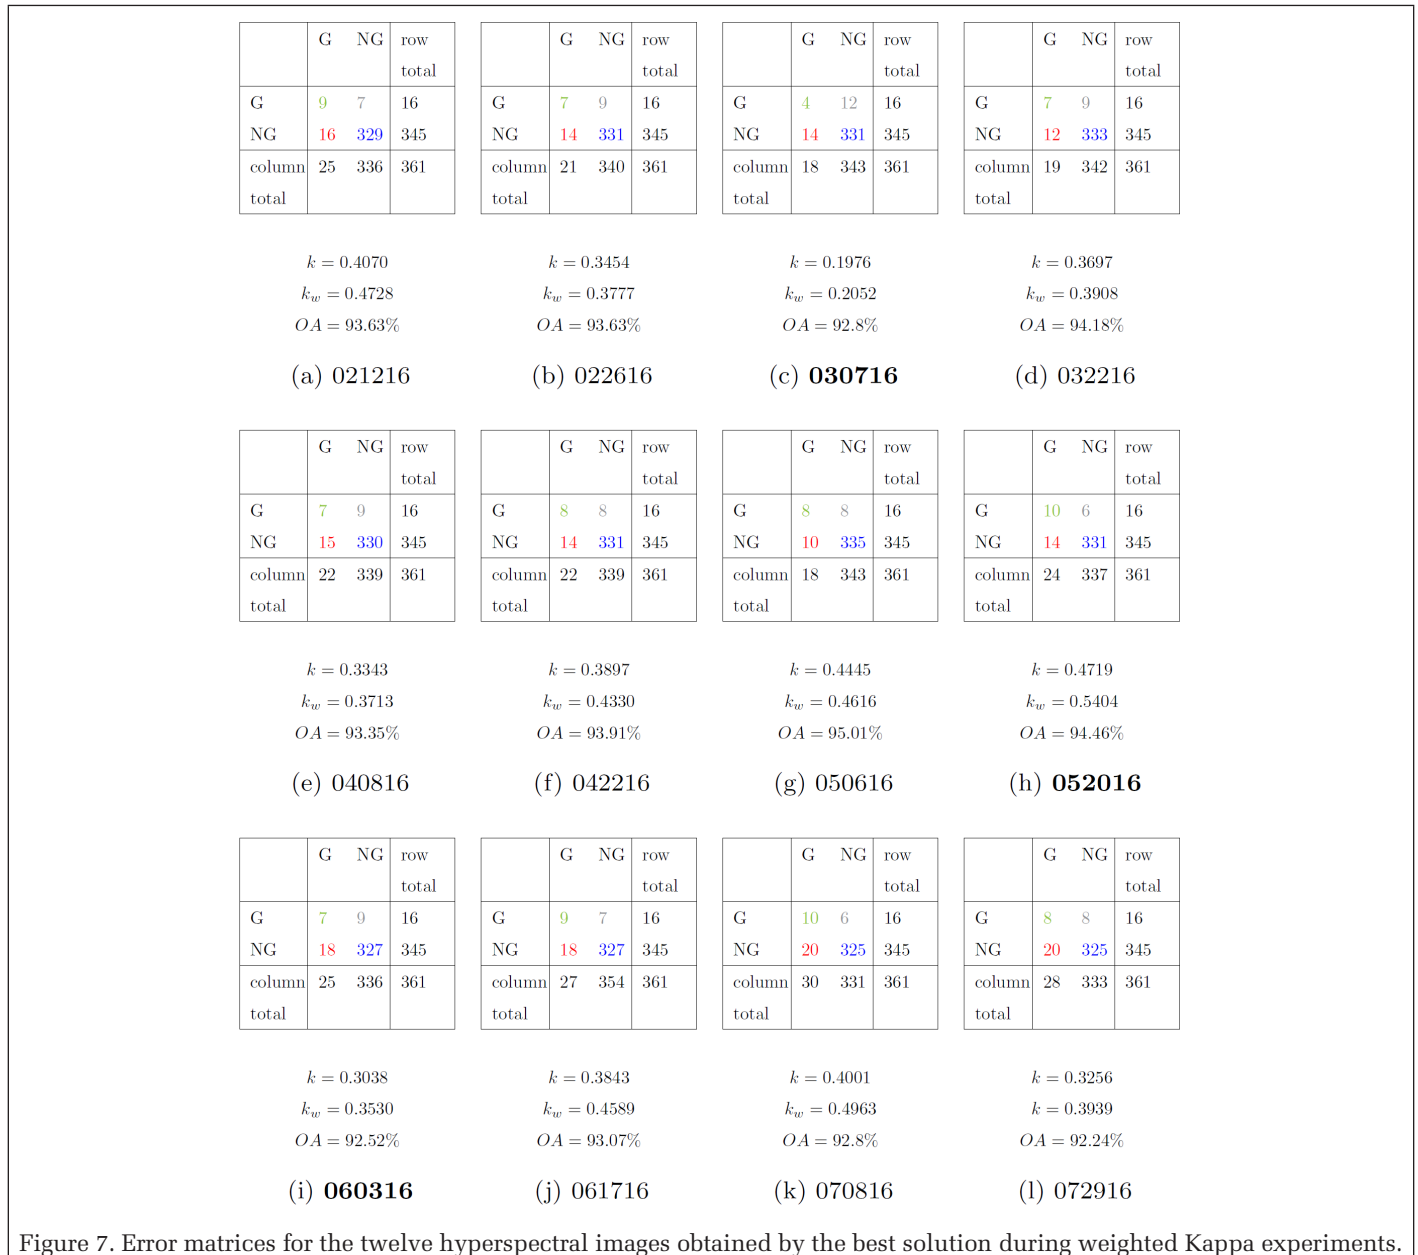 G NG row
total
G 9 7 16
NG 16 329 345
column 25 336 361
total
k = 0.4070
k_w = 0.4728
OA = 93.63%
(a) 021216
G NG row
total
G 7 9 16
NG 14 331 345
column 21 340 361
total
k = 0.3454
k_w = 0.3777
OA = 93.63%
(b) 022616
G NG row
total
G 4 12 16
NG 14 331 345
column 18 343 361
total
k = 0.1976
k_w = 0.2052
OA = 92.8%
(c) 030716
G NG row
total
G 7 9 16
NG 12 333 345
column 19 342 361
total
k = 0.3697
k_w = 0.3908
OA = 94.18%
(d) 032216
G NG row
total
G 7 9 16
NG 15 330 345
column 22 339 361
total
k = 0.3343
k_w = 0.3713
OA = 93.35%
(e) 040816
G NG row
total
G 8 8 16
NG 14 331 345
column 22 339 361
total
k = 0.3897
k_w = 0.4330
OA = 93.91%
(f) 042216
G NG row
total
G 8 8 16
NG 10 335 345
column 18 343 361
total
k = 0.4445
k_w = 0.4616
OA = 95.01%
(g) 050616
G NG row
total
G 10 6 16
NG 14 331 345
column 24 337 361
total
k = 0.4719
k_w = 0.5404
OA = 94.46%
(h) 052016
G NG row
total
G 7 9 16
NG 18 327 345
column 25 336 361
total
k = 0.3038
k_w = 0.3530
OA = 92.52%
(i) 060316
G NG row
total
G 9 7 16
NG 18 327 345
column 27 354 361
total
k = 0.3843
k_w = 0.4589
OA = 93.07%
(j) 061716
G NG row
total
G 10 6 16
NG 20 325 345
column 30 331 361
total
k = 0.4001
k_w = 0.4963
OA = 92.8%
(k) 070816
G NG row
total
G 8 8 16
NG 20 325 345
column 28 333 361
total
k = 0.3256
k = 0.3939
OA = 92.24%
(l) 072916
Figure 7. Error matrices for the twelve hyperspectral images obtained by the best solution during weighted Kappa experiments.